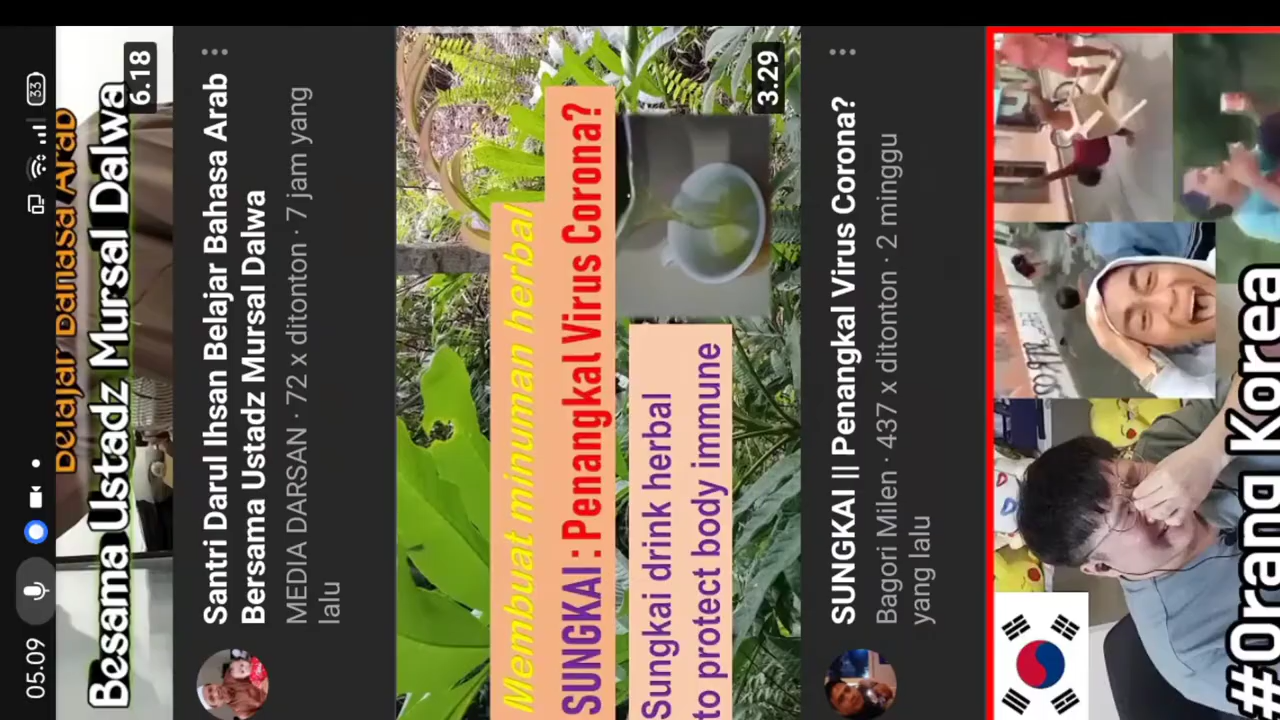 05.09
33
Belajar Bahasa Arab
Besama Ustadz Mursal Dalwa
6.18
Santri Darul Ihsan Belajar Bahasa Arab
Bersama Ustadz Mursal Dalwa
MEDIA DARSAN · 72 x ditonton · 7 jam yang
lalu
Membuat minuman herbal
SUNGKAI : Penangkal Virus Corona?
Sungkai drink herbal
to protect body immune
3.29
SUNGKAI || Penangkal Virus Corona?
Bagori Milen · 437 x ditonton · 2 minggu
yang lalu
#Orang Korea